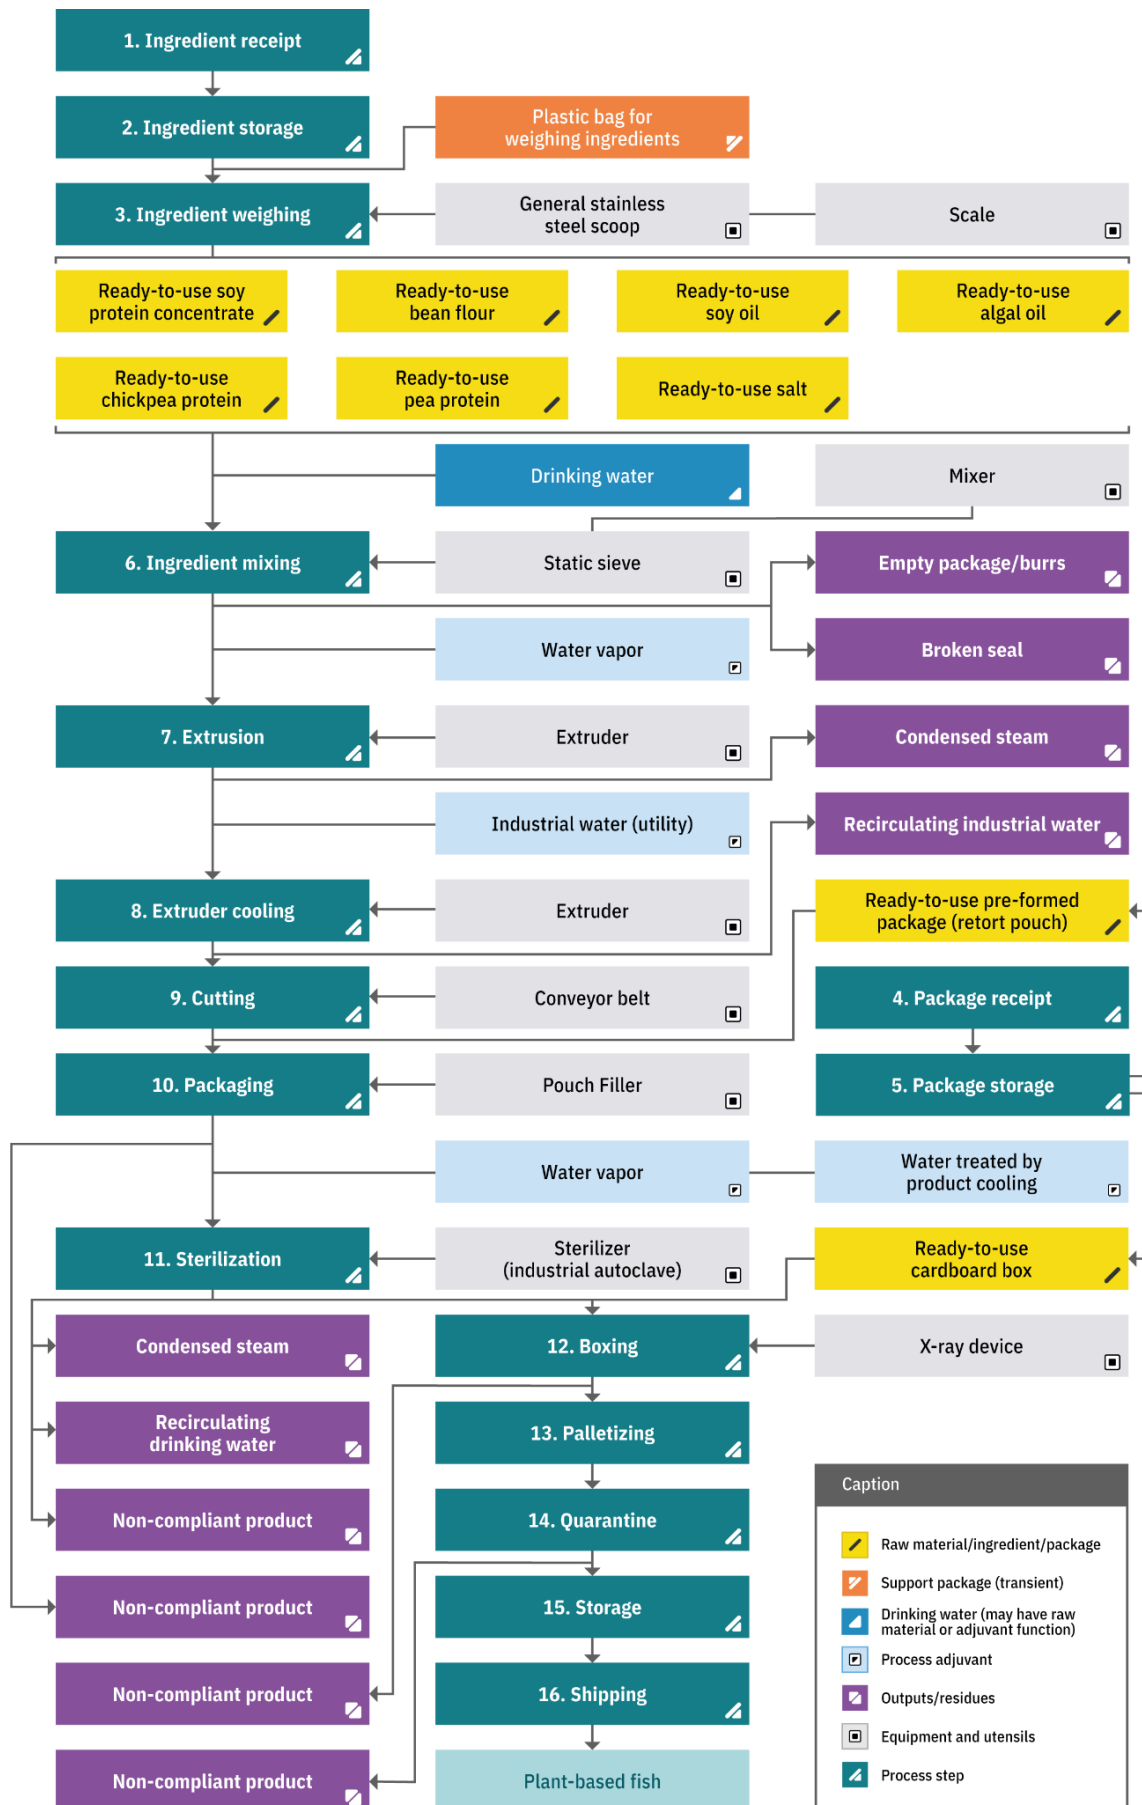 1. Ingredient receipt
2. Ingredient storage
Plastic bag for
weighing ingredients
3. Ingredient weighing
General stainless
steel scoop
Scale
Ready-to-use soy
protein concentrate
Ready-to-use
bean flour
Ready-to-use
soy oil
Ready-to-use
algal oil
Ready-to-use
chickpea protein
Ready-to-use
pea protein
Ready-to-use salt
Drinking water
Mixer
6. Ingredient mixing
Static sieve
Empty package/burrs
Water vapor
Broken seal
7. Extrusion
Extruder
Condensed steam
Industrial water (utility)
Recirculating industrial water
8. Extruder cooling
Extruder
Ready-to-use pre-formed
package (retort pouch)
9. Cutting
Conveyor belt
4. Package receipt
10. Packaging
Pouch Filler
5. Package storage
Water vapor
Water treated by
product cooling
11. Sterilization
Sterilizer
(industrial autoclave)
Ready-to-use
cardboard box
Condensed steam
12. Boxing
X-ray device
Recirculating
drinking water
13. Palletizing
Non-compliant product
14. Quarantine
Non-compliant product
15. Storage
Non-compliant product
16. Shipping
Non-compliant product
Plant-based fish
Caption
Raw material/ingredient/package
Support package (transient)
Drinking water (may have raw
material or adjuvant function)
Process adjuvant
Outputs/residues
Equipment and utensils
Process step